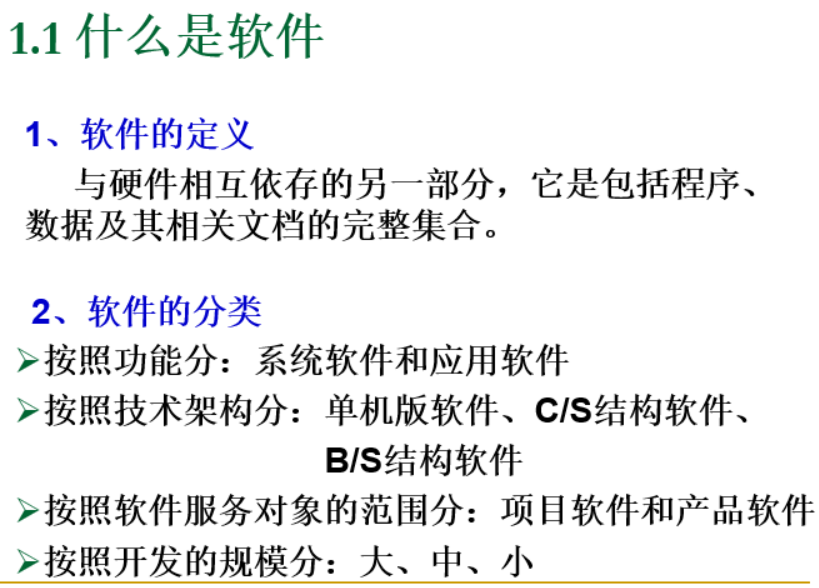 1.1 什么是软件
1、软件的定义
与硬件相互依存的另一部分，它是包括程序、
数据及其相关文档的完整集合。
2、软件的分类
➢按照功能分：系统软件和应用软件
➢按照技术架构分：单机版软件、C/S结构软件、
B/S结构软件
➢按照软件服务对象的范围分：项目软件和产品软件
➢按照开发的规模分：大、中、小